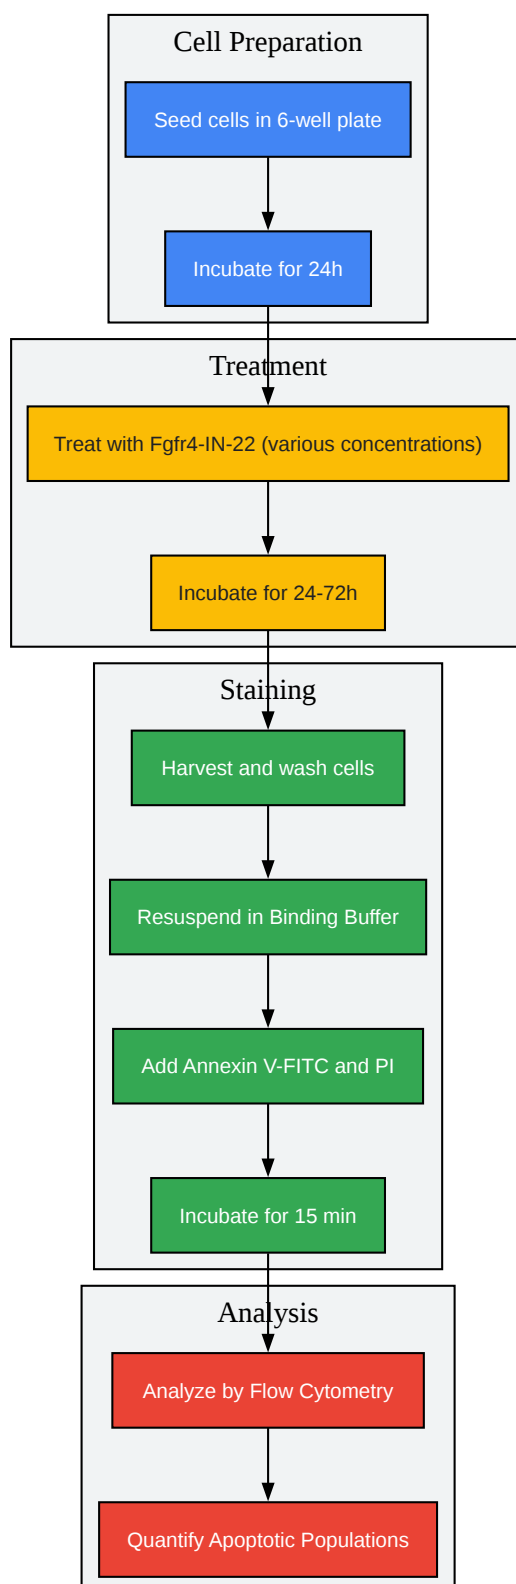 Cell Preparation
Seed cells in 6-well plate
Incubate for 24h
Treatment
Treat with Fgfr4-IN-22 (various concentrations)
Incubate for 24-72h
Staining
Harvest and wash cells
Resuspend in Binding Buffer
Add Annexin V-FITC and PI
Incubate for 15 min
Analysis
Analyze by Flow Cytometry
Quantify Apoptotic Populations